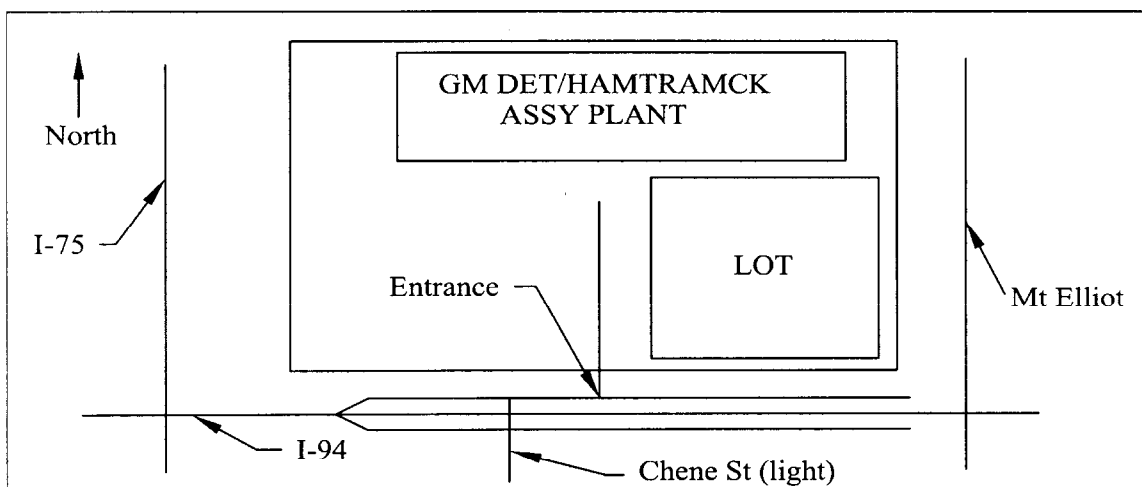 GM DET/HAMTRAMCK
ASSY PLANT
North
I-75
LOT
Entrance
Mt Elliot
I-94
Chene St (light)